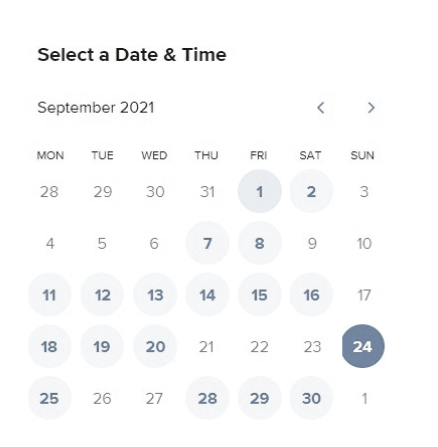 Select a Date & Time
September 2021
MON TUE WED THU FRI SAT SUN
28 29 30 31 1 2 3
4 5 6 7 8 9 10
11 12 13 14 15 16 17
18 19 20 21 22 23 24
25 26 27 28 29 30 1